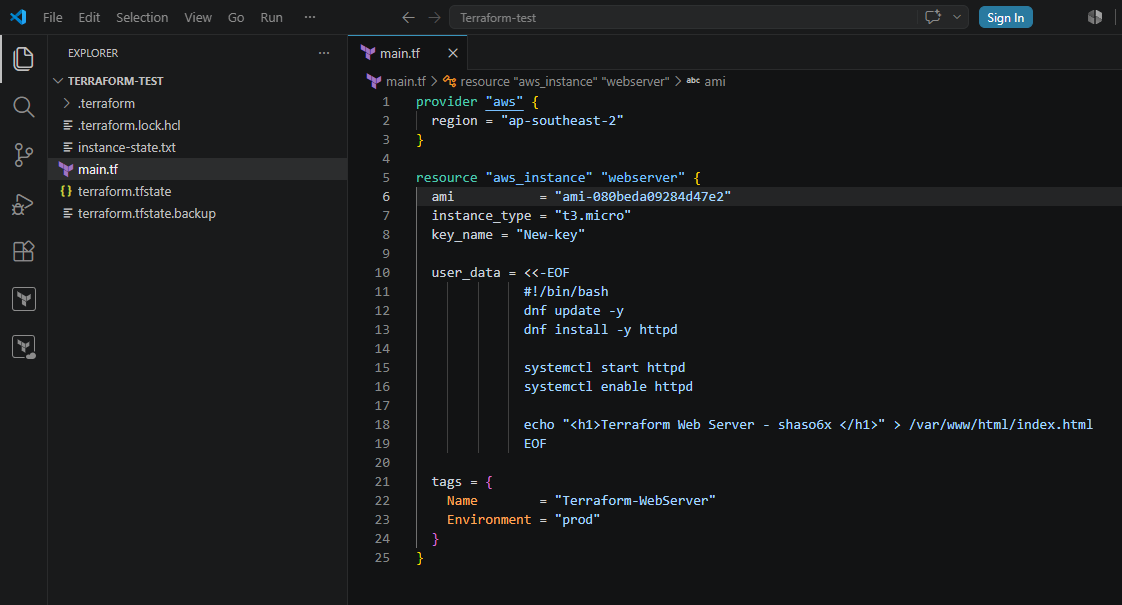 File Edit Selection View Go Run ··· Terraform-test Sign In
EXPLORER ···
TERRAFORM-TEST
.terraform
.terraform.lock.hcl
instance-state.txt
main.tf
terraform.tfstate
terraform.tfstate.backup
main.tf
main.tf > resource "aws_instance" "webserver" > abc ami
1 provider "aws" {
2   region = "ap-southeast-2"
3 }
4
5 resource "aws_instance" "webserver" {
6   ami           = "ami-080beda09284d47e2"
7   instance_type = "t3.micro"
8   key_name = "New-key"
9
10   user_data = <<-EOF
11               #!/bin/bash
12               dnf update -y
13               dnf install -y httpd
14
15               systemctl start httpd
16               systemctl enable httpd
17
18               echo "<h1>Terraform Web Server - shaso6x </h1>" > /var/www/html/index.html
19               EOF
20
21   tags = {
22     Name        = "Terraform-WebServer"
23     Environment = "prod"
24   }
25 }